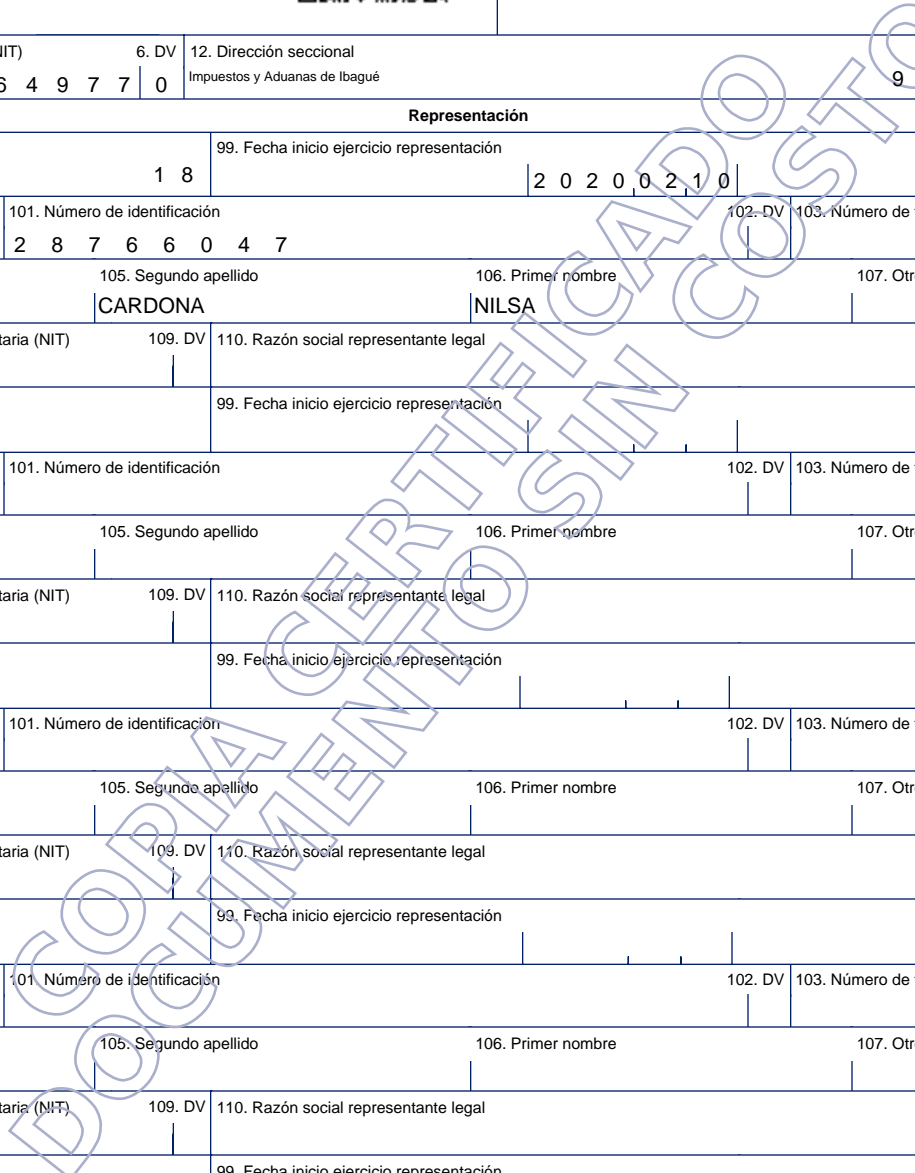 NIT) 6. DV 12. Dirección seccional
6 4 9 7 7 0 Impuestos y Aduanas de Ibagué 9
Representación
99. Fecha inicio ejercicio representación
1 8 2 0 2 0 0 2 1 0
101. Número de identificación 102. DV 103. Número de
2 8 7 6 6 0 4 7
105. Segundo apellido 106. Primer nombre 107. Otr
CARDONA NILSA
taria (NIT) 109. DV 110. Razón social representante legal
99. Fecha inicio ejercicio representación
101. Número de identificación 102. DV 103. Número de
105. Segundo apellido 106. Primer nombre 107. Otr
taria (NIT) 109. DV 110. Razón social representante legal
99. Fecha inicio ejercicio representación
101. Número de identificación 102. DV 103. Número de
105. Segundo apellido 106. Primer nombre 107. Otr
taria (NIT) 109. DV 110. Razón social representante legal
99. Fecha inicio ejercicio representación
101. Número de identificación 102. DV 103. Número de
105. Segundo apellido 106. Primer nombre 107. Otr
taria (NIT) 109. DV 110. Razón social representante legal
99. Fecha inicio ejercicio representación
COPIA CERTIFICADO
DOCUMENTO SIN COSTO